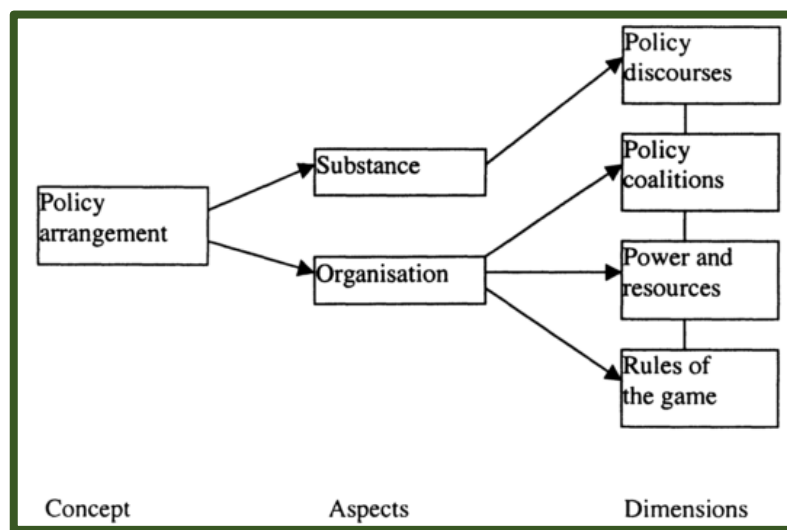 Policy
discourses
Substance
Policy
coalitions
Policy
arrangement
Organisation
Power and
resources
Rules of
the game
Concept
Aspects
Dimensions